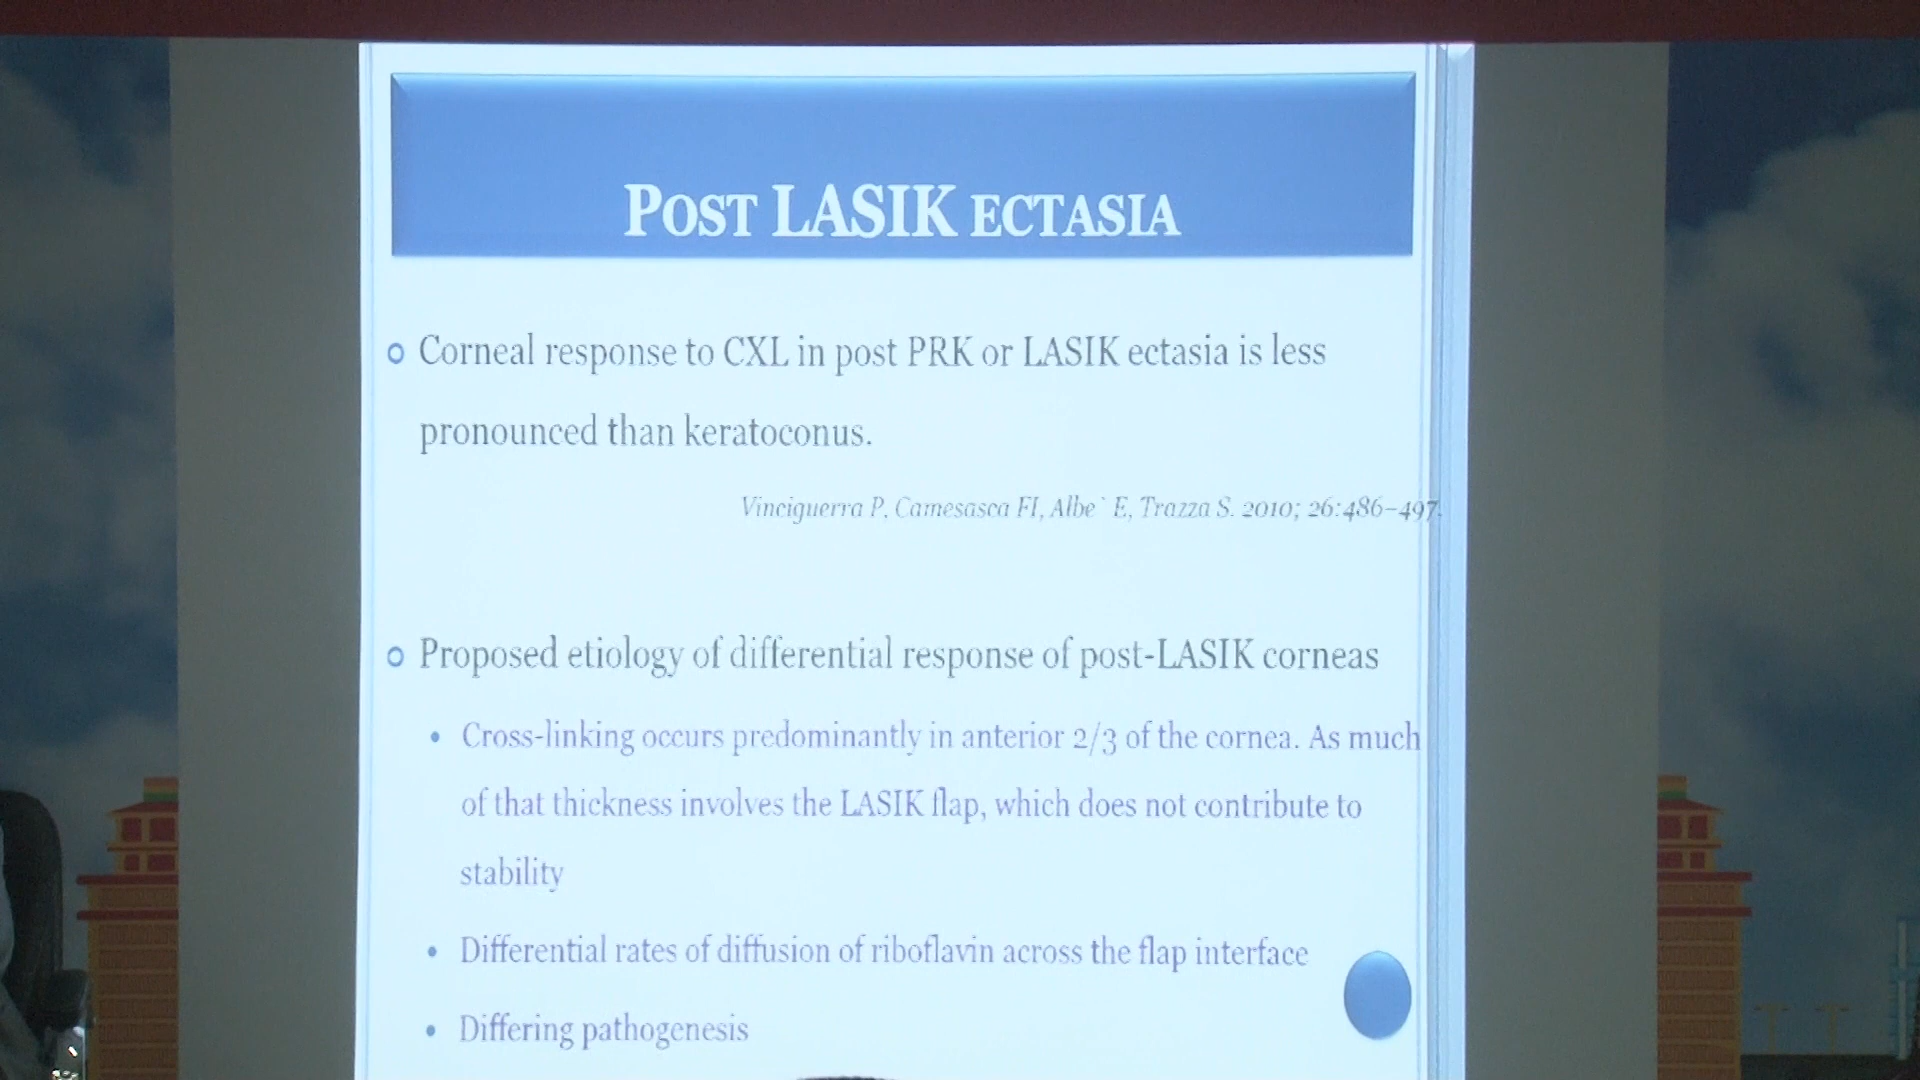 POST LASIK ECTASIA
Corneal response to CXL in post PRK or LASIK ectasia is less
pronounced than keratoconus.
Vinciguerra P, Camesasca FI, Albe` E, Trazza S. 2010; 26:486–497.
Proposed etiology of differential response of post-LASIK corneas
Cross-linking occurs predominantly in anterior 2/3 of the cornea. As much
of that thickness involves the LASIK flap, which does not contribute to
stability
Differential rates of diffusion of riboflavin across the flap interface
Differing pathogenesis